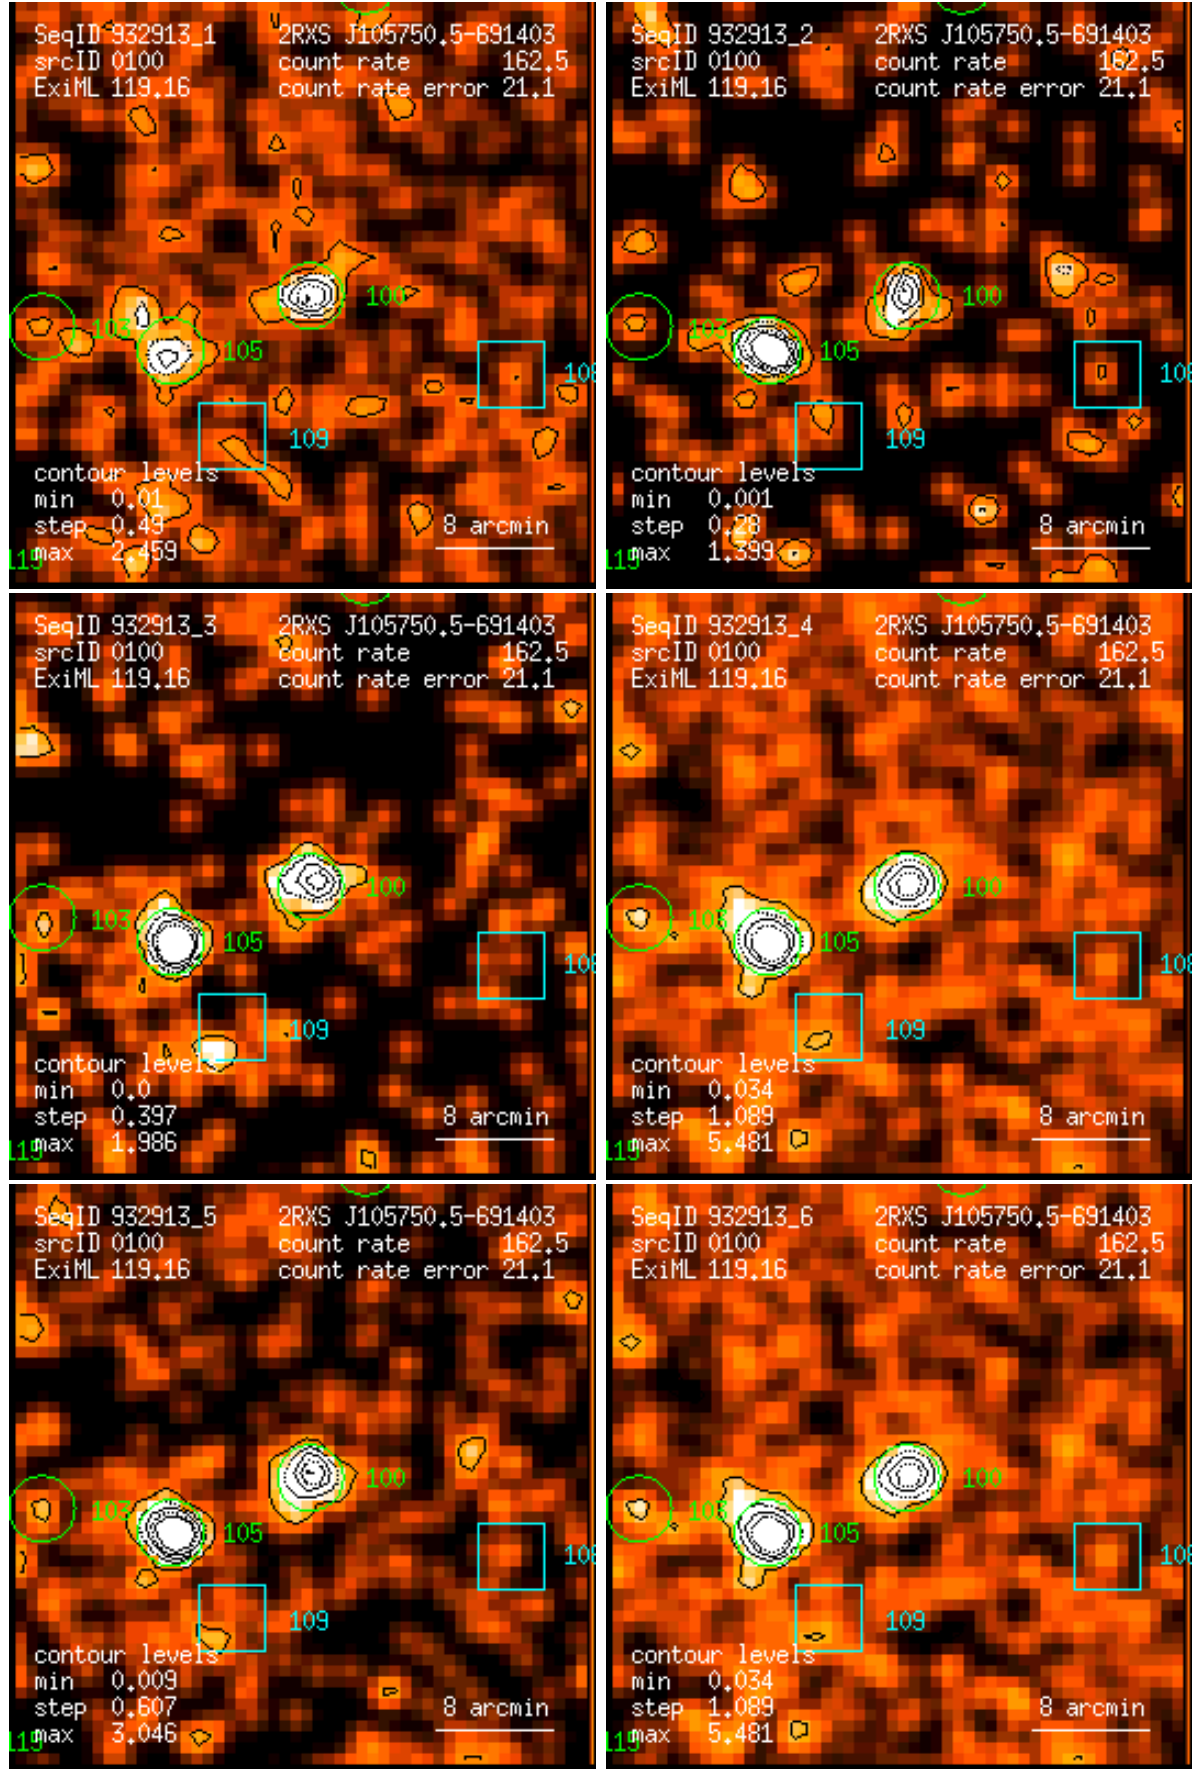 SeqID 932913_1 2RXS J105750.5-691403
srcID 0100 count rate 162.5
ExiML 119.16 count rate error 21.1
100
103
105
108
109
contour levels
min 0.01
step 0.49 8 arcmin
max 2.459
115
SeqID 932913_2 2RXS J105750.5-691403
srcID 0100 count rate 162.5
ExiML 119.16 count rate error 21.1
100
103
105
108
109
contour levels
min 0.001
step 0.28 8 arcmin
max 1.399
115
SeqID 932913_3 2RXS J105750.5-691403
srcID 0100 count rate 162.5
ExiML 119.16 count rate error 21.1
100
103
105
108
109
contour levels
min 0.0
step 0.397 8 arcmin
max 1.986
115
SeqID 932913_4 2RXS J105750.5-691403
srcID 0100 count rate 162.5
ExiML 119.16 count rate error 21.1
100
103
105
108
109
contour levels
min 0.034
step 1.089 8 arcmin
max 5.481
115
SeqID 932913_5 2RXS J105750.5-691403
srcID 0100 count rate 162.5
ExiML 119.16 count rate error 21.1
100
103
105
108
109
contour levels
min 0.009
step 0.607 8 arcmin
max 3.046
115
SeqID 932913_6 2RXS J105750.5-691403
srcID 0100 count rate 162.5
ExiML 119.16 count rate error 21.1
100
103
105
108
109
contour levels
min 0.034
step 1.089 8 arcmin
max 5.481
115